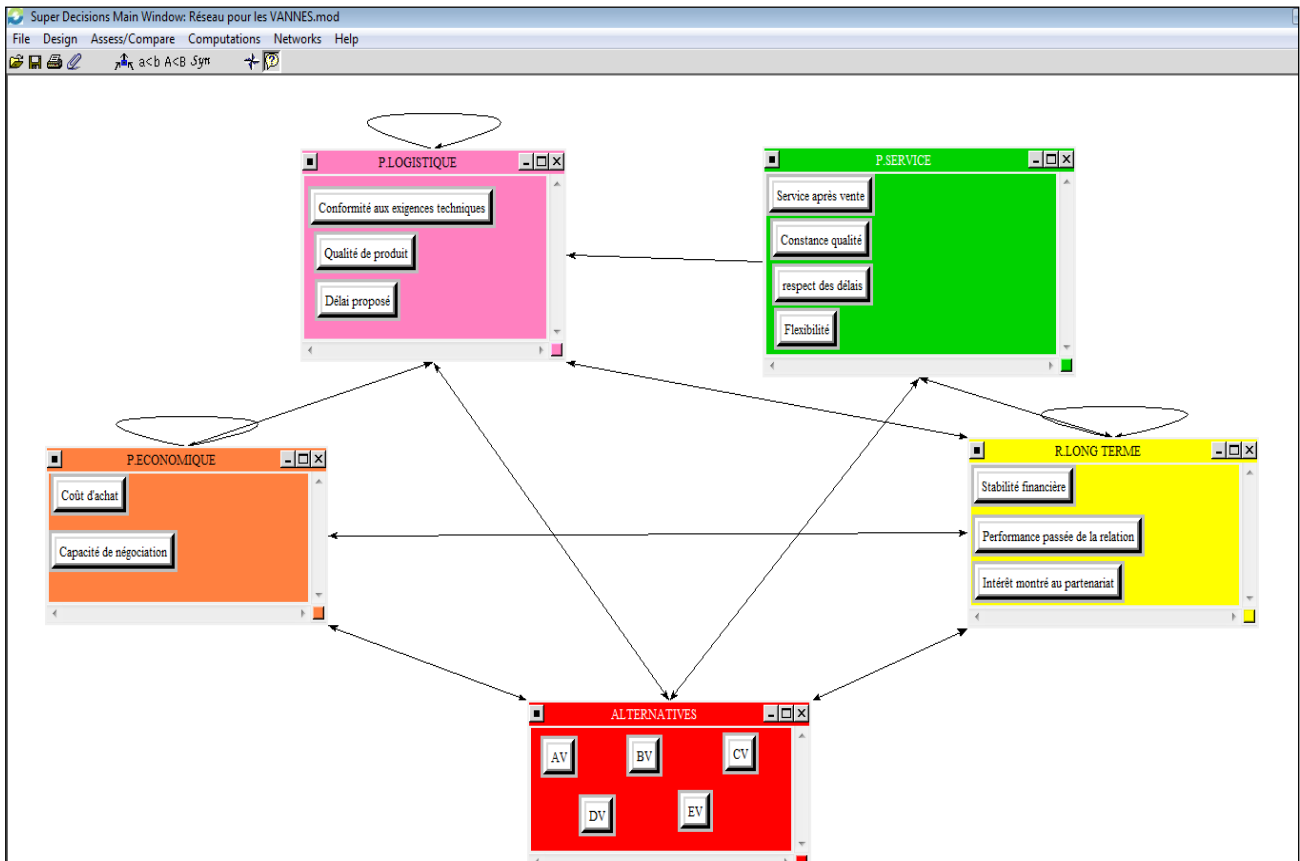 Super Decisions Main Window: Réseau pour les VANNES.mod
File Design Assess/Compare Computations Networks Help
a<b A<B Syn
P.LOGISTIQUE
Conformité aux exigences techniques
Qualité de produit
Délai proposé
P.SERVICE
Service après vente
Constance qualité
respect des délais
Flexibilité
P.ECONOMIQUE
Coût d'achat
Capacité de négociation
R.LONG TERME
Stabilité financière
Performance passée de la relation
Intérêt montré au partenariat
ALTERNATIVES
AV BV CV
DV EV